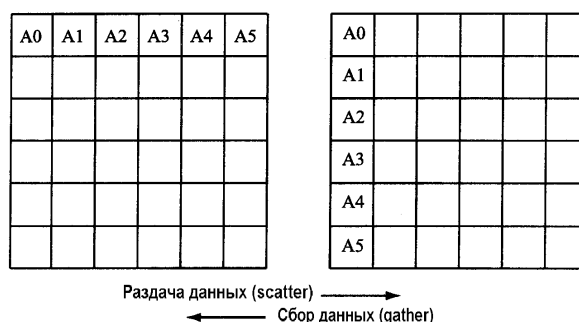 A0 A1 A2 A3 A4 A5
A0
A1
A2
A3
A4
A5
Раздача данных (scatter)
Сбор данных (gather)